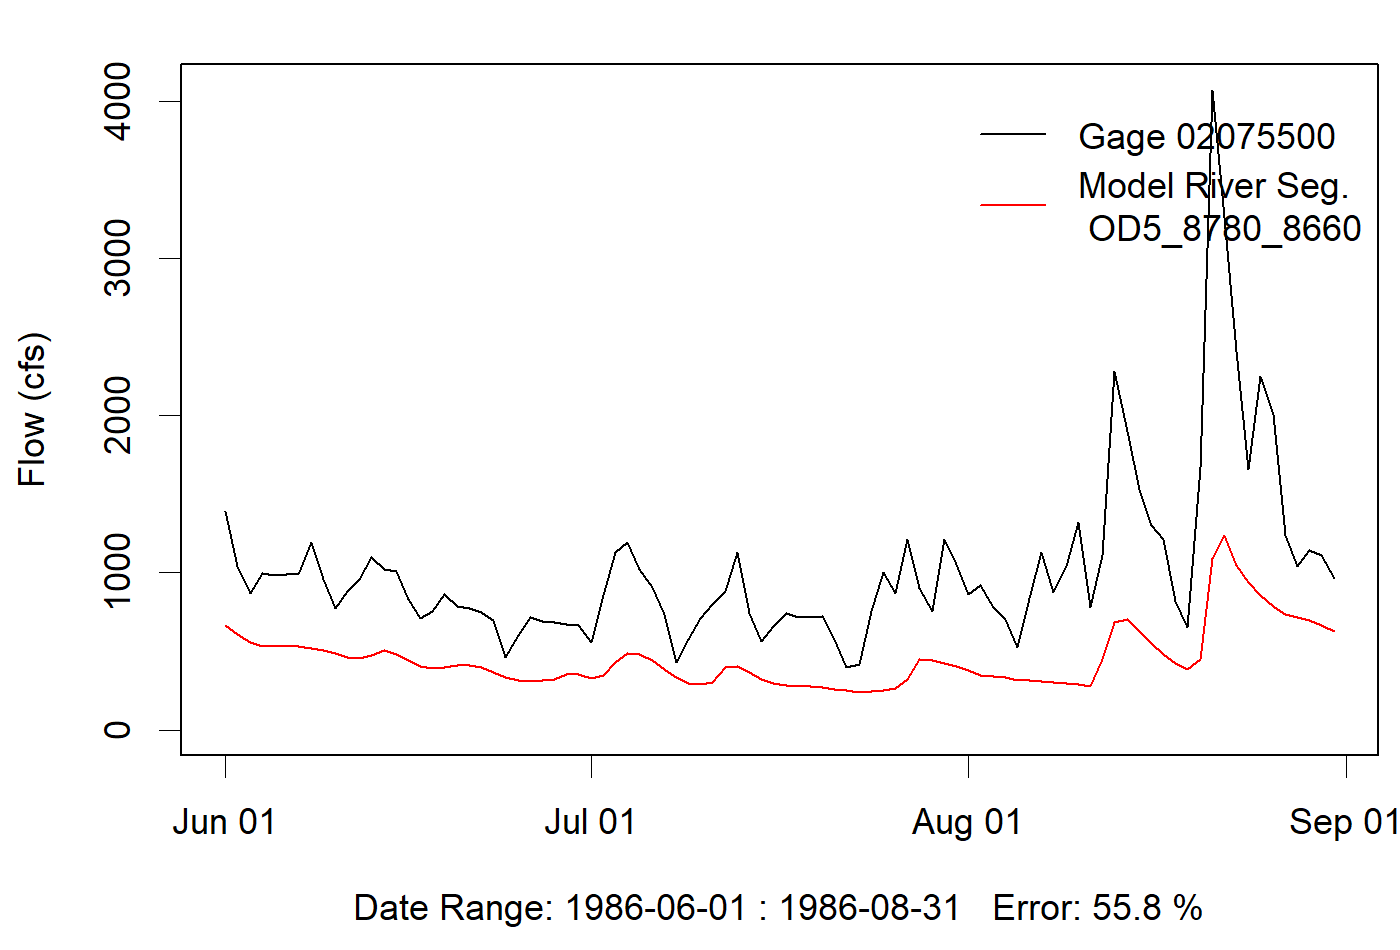 Flow (cfs)
4000
3000
2000
1000
0
Gage 02075500
Model River Seg.
OD5_8780_8660
Jun 01
Jul 01
Aug 01
Sep 01
Date Range: 1986-06-01 : 1986-08-31   Error: 55.8 %